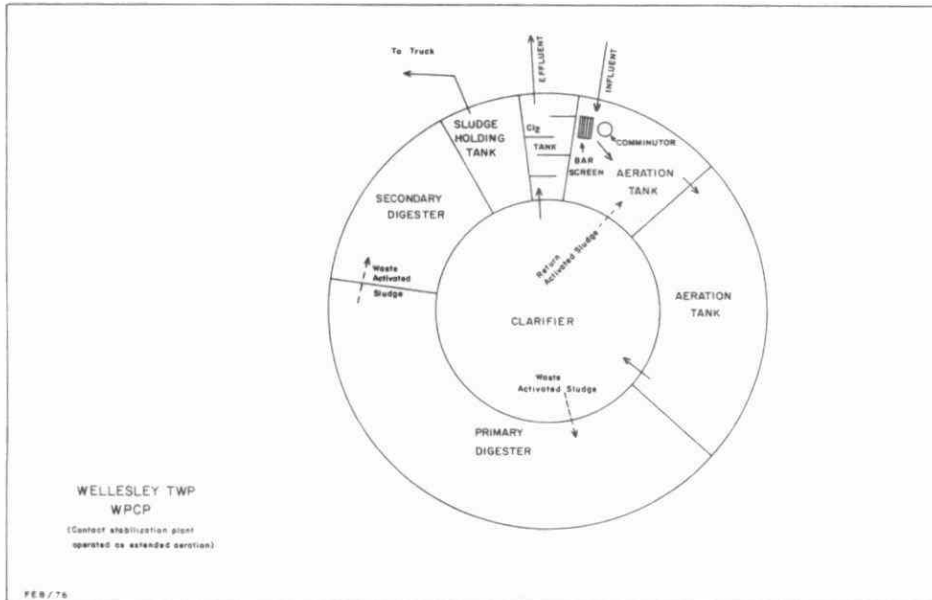 To Truck
EFFLUENT
INFLUENT
SLUDGE
HOLDING
TANK
Cl2
TANK
BAR
SCREEN
COMMINUTOR
AERATION
TANK
SECONDARY
DIGESTER
Waste
Activated
Sludge
Return
Activated Sludge
AERATION
TANK
CLARIFIER
Waste
Activated Sludge
PRIMARY
DIGESTER
WELLESLEY TWP
WPCP
(Contact stabilization plant
operated as extended aeration)
FEB/76